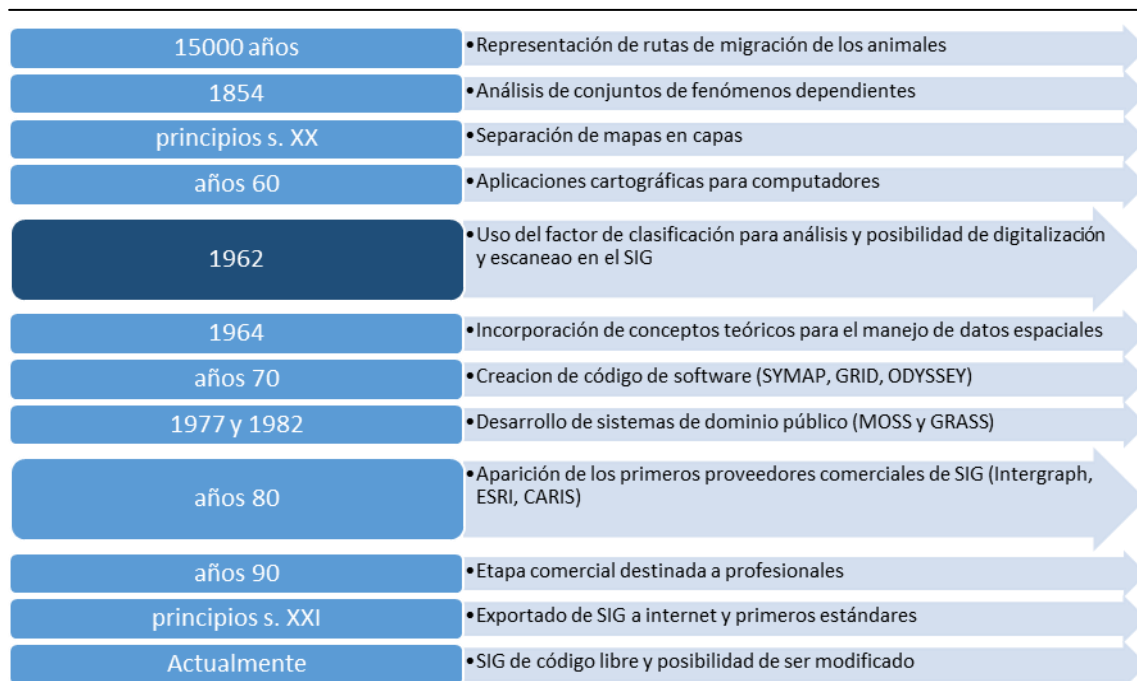 15000 años
•Representación de rutas de migración de los animales
1854
•Análisis de conjuntos de fenómenos dependientes
principios s. XX
•Separación de mapas en capas
años 60
•Aplicaciones cartográficas para computadores
1962
•Uso del factor de clasificación para análisis y posibilidad de digitalización
y escaneao en el SIG
1964
•Incorporación de conceptos teóricos para el manejo de datos espaciales
años 70
•Creacion de código de software (SYMAP, GRID, ODYSSEY)
1977 y 1982
•Desarrollo de sistemas de dominio público (MOSS y GRASS)
años 80
•Aparición de los primeros proveedores comerciales de SIG (Intergraph,
ESRI, CARIS)
años 90
•Etapa comercial destinada a profesionales
principios s. XXI
•Exportado de SIG a internet y primeros estándares
Actualmente
•SIG de código libre y posibilidad de ser modificado